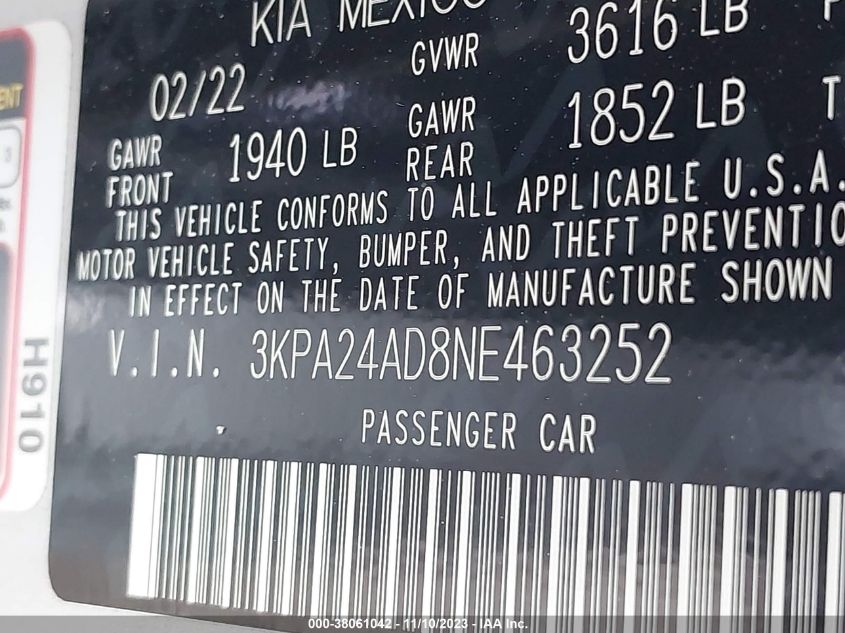 KIA MEXICO
02/22 GVWR 3616 LB
GAWR FRONT 1940 LB GAWR REAR 1852 LB
THIS VEHICLE CONFORMS TO ALL APPLICABLE U.S.A.
MOTOR VEHICLE SAFETY, BUMPER, AND THEFT PREVENTIO
IN EFFECT ON THE DATE OF MANUFACTURE SHOWN
V.I.N. 3KPA24AD8NE463252
PASSENGER CAR
H910
000-38061042 - 11/10/2023 - IAA Inc.